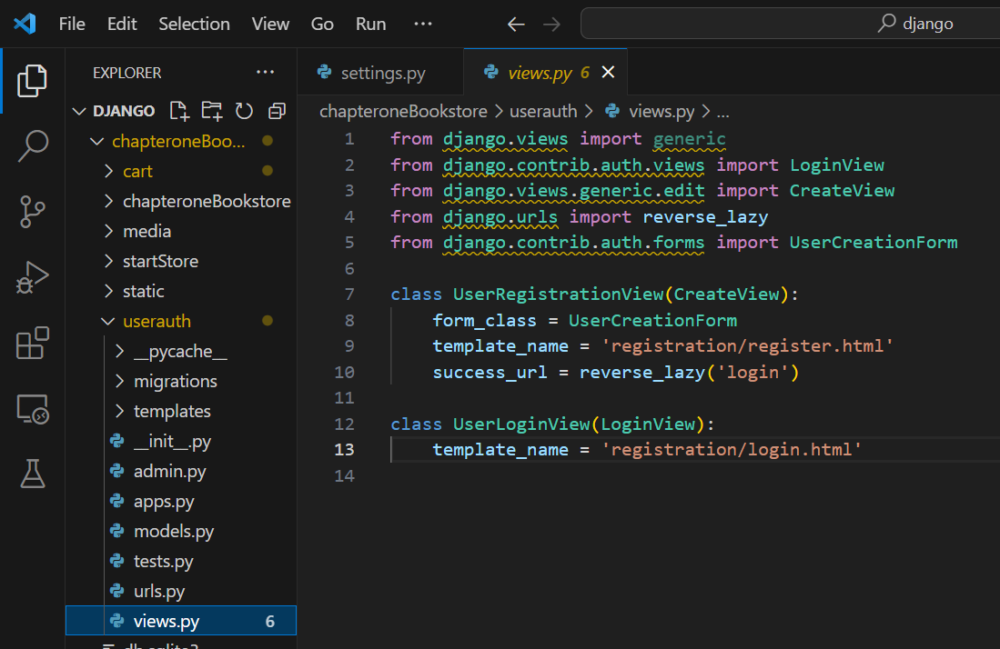 File Edit Selection View Go Run ··· django
EXPLORER ···
DJANGO
chapteroneBoo...
cart
chapteroneBookstore
media
startStore
static
userauth
__pycache__
migrations
templates
__init__.py
admin.py
apps.py
models.py
tests.py
urls.py
views.py 6
db.sqlite3
settings.py views.py 6
chapteroneBookstore > userauth > views.py > ...
1 from django.views import generic
2 from django.contrib.auth.views import LoginView
3 from django.views.generic.edit import CreateView
4 from django.urls import reverse_lazy
5 from django.contrib.auth.forms import UserCreationForm
6
7 class UserRegistrationView(CreateView):
8 form_class = UserCreationForm
9 template_name = 'registration/register.html'
10 success_url = reverse_lazy('login')
11
12 class UserLoginView(LoginView):
13 template_name = 'registration/login.html'
14